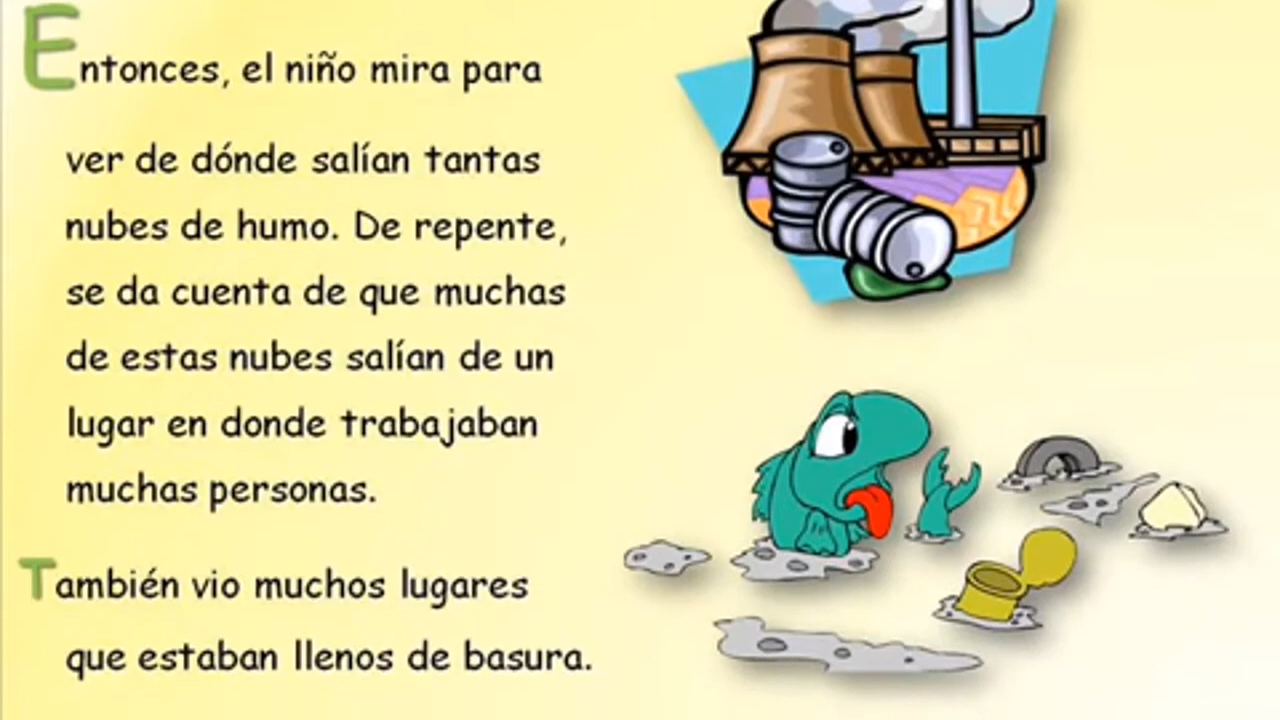 Entonces, el niño mira para
ver de dónde salían tantas
nubes de humo. De repente,
se da cuenta de que muchas
de estas nubes salían de un
lugar en donde trabajaban
muchas personas.
También vio muchos lugares
que estaban llenos de basura.